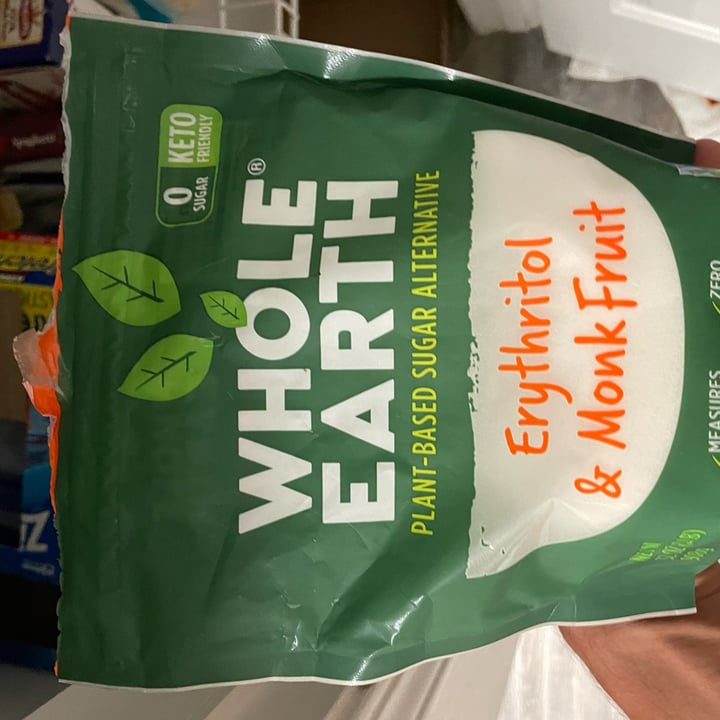 0
SUGAR
KETO
FRIENDLY
WHOLE®
EARTH
PLANT-BASED SUGAR ALTERNATIVE
Erythritol
& Monk Fruit
MEASURES
ZERO